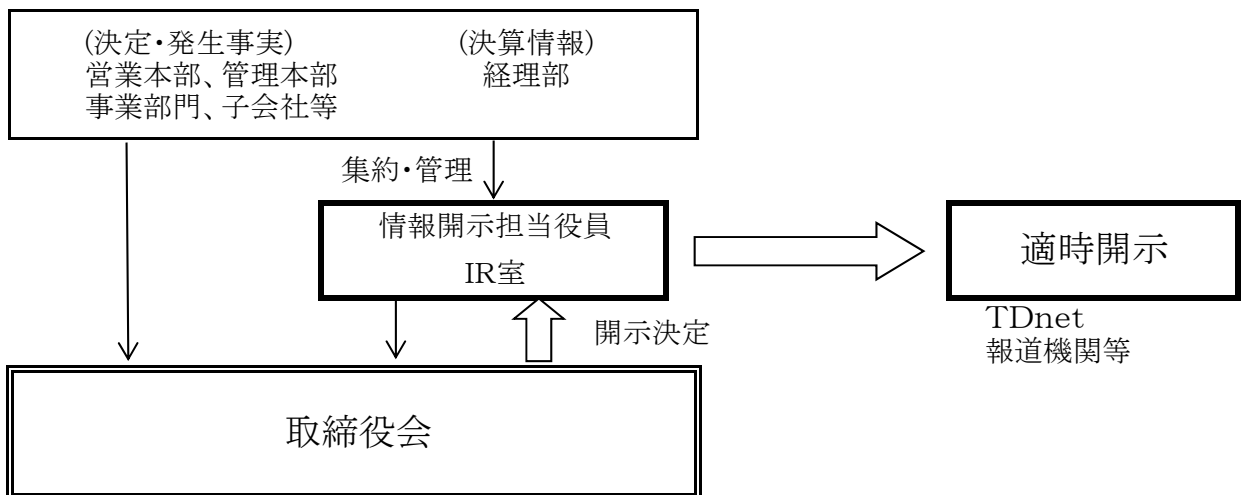 (決定・発生事実)
営業本部、管理本部
事業部門、子会社等
(決算情報)
経理部
集約・管理
情報開示担当役員
IR室
適時開示
TDnet
報道機関等
開示決定
取締役会